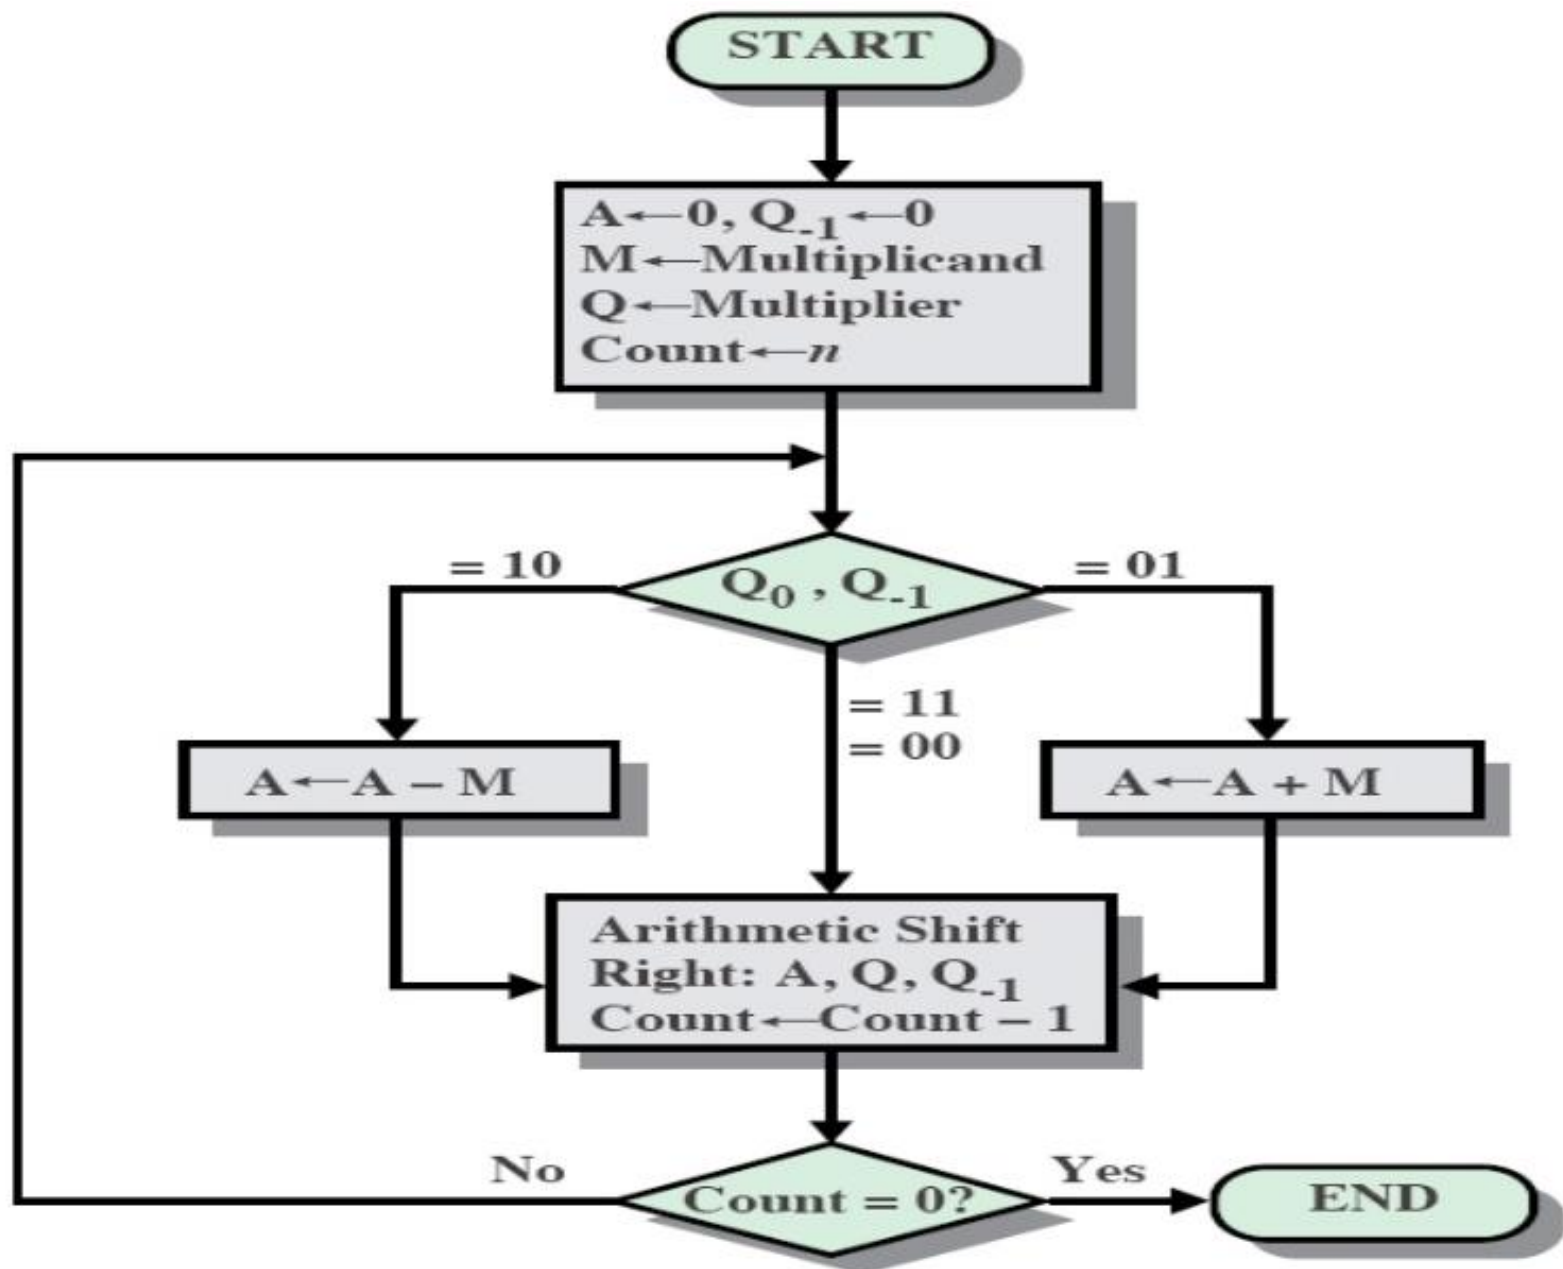 START
A←0, Q₋₁←0
M←Multiplicand
Q←Multiplier
Count←n
= 10
Q₀ , Q₋₁
= 01
= 11
= 00
A←A – M
A←A + M
Arithmetic Shift
Right: A, Q, Q₋₁
Count←Count – 1
No
Count = 0?
Yes
END